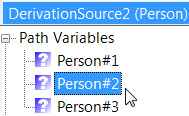 DerivationSource2 (Person)
Path Variables
Person#1
Person#2
Person#3